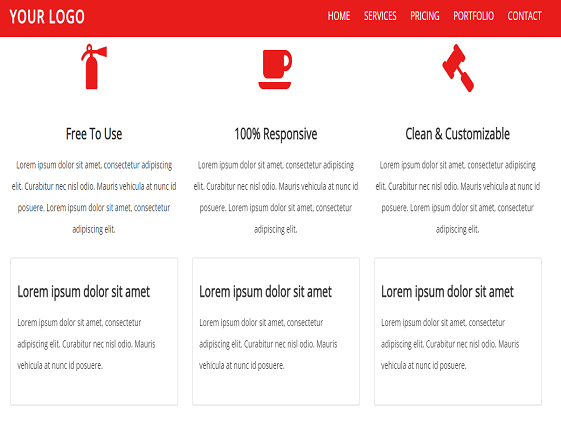 YOUR LOGO
HOME SERVICES PRICING PORTFOLIO CONTACT
Free To Use
Lorem ipsum dolor sit amet, consectetur adipiscing
elit. Curabitur nec nisl odio. Mauris vehicula at nunc id
posuere. Lorem ipsum dolor sit amet, consectetur
adipiscing elit.
100% Responsive
Lorem ipsum dolor sit amet, consectetur adipiscing
elit. Curabitur nec nisl odio. Mauris vehicula at nunc id
posuere. Lorem ipsum dolor sit amet, consectetur
adipiscing elit.
Clean & Customizable
Lorem ipsum dolor sit amet, consectetur adipiscing
elit. Curabitur nec nisl odio. Mauris vehicula at nunc id
posuere. Lorem ipsum dolor sit amet, consectetur
adipiscing elit.
Lorem ipsum dolor sit amet
Lorem ipsum dolor sit amet, consectetur
adipiscing elit. Curabitur nec nisl odio. Mauris
vehicula at nunc id posuere.
Lorem ipsum dolor sit amet
Lorem ipsum dolor sit amet, consectetur
adipiscing elit. Curabitur nec nisl odio. Mauris
vehicula at nunc id posuere.
Lorem ipsum dolor sit amet
Lorem ipsum dolor sit amet, consectetur
adipiscing elit. Curabitur nec nisl odio. Mauris
vehicula at nunc id posuere.